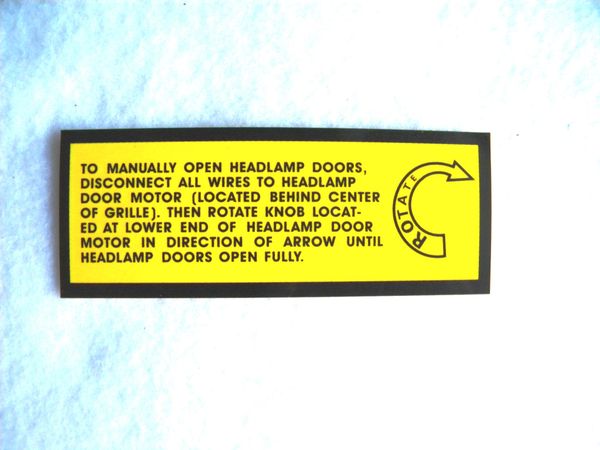 TO MANUALLY OPEN HEADLAMP DOORS,
DISCONNECT ALL WIRES TO HEADLAMP
DOOR MOTOR (LOCATED BEHIND CENTER
OF GRILLE). THEN ROTATE KNOB LOCAT-
ED AT LOWER END OF HEADLAMP DOOR
MOTOR IN DIRECTION OF ARROW UNTIL
HEADLAMP DOORS OPEN FULLY.
ROTATE